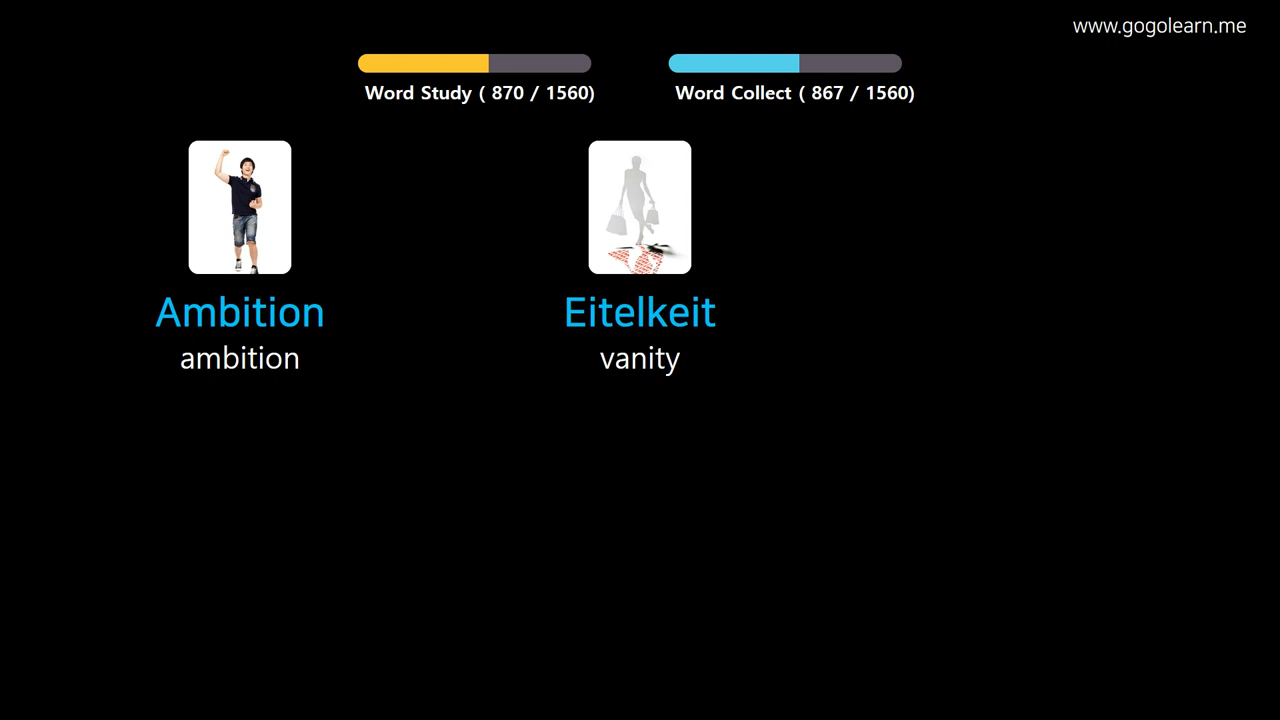 www.gogolearn.me
Word Study ( 870 / 1560)
Word Collect ( 867 / 1560)
Ambition
ambition
Eitelkeit
vanity